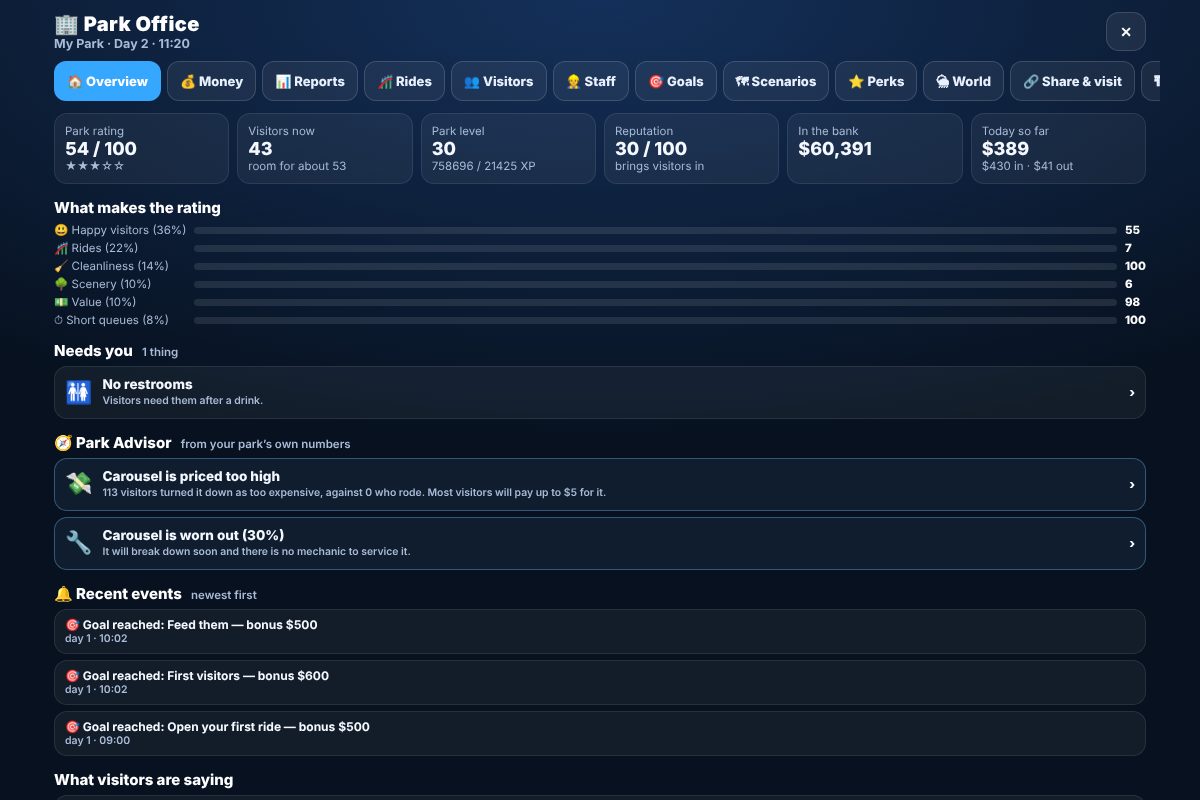 🏢 Park Office
My Park · Day 2 · 11:20
×
🏠 Overview
💰 Money
📊 Reports
🎢 Rides
👥 Visitors
👷 Staff
🎯 Goals
🗺 Scenarios
⭐ Perks
🌦 World
🔗 Share & visit
Park rating
54 / 100
★★★☆☆
Visitors now
43
room for about 53
Park level
30
758696 / 21425 XP
Reputation
30 / 100
brings visitors in
In the bank
$60,391
Today so far
$389
$430 in · $41 out
What makes the rating
😃 Happy visitors (36%) 55
🎢 Rides (22%) 7
🧹 Cleanliness (14%) 100
🌳 Scenery (10%) 6
💵 Value (10%) 98
⏱ Short queues (8%) 100
Needs you 1 thing
🚻 No restrooms
Visitors need them after a drink.
›
🧭 Park Advisor from your park's own numbers
💸 Carousel is priced too high
113 visitors turned it down as too expensive, against 0 who rode. Most visitors will pay up to $5 for it.
›
🔧 Carousel is worn out (30%)
It will break down soon and there is no mechanic to service it.
›
🔔 Recent events newest first
🎯 Goal reached: Feed them — bonus $500
day 1 · 10:02
🎯 Goal reached: First visitors — bonus $600
day 1 · 10:02
🎯 Goal reached: Open your first ride — bonus $500
day 1 · 09:00
What visitors are saying